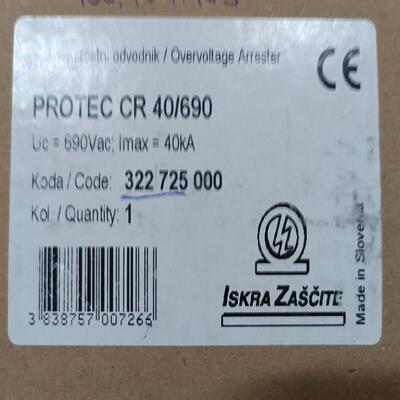 odvodnik / Overvoltage Arrester
CE
PROTEC CR 40/690
Uc = 690Vac; Imax = 40kA
Koda / Code: 322 725 000
Kol. / Quantity: 1
ISKRA ZAŠČITE
Made in Slovenia
3 838757 007266